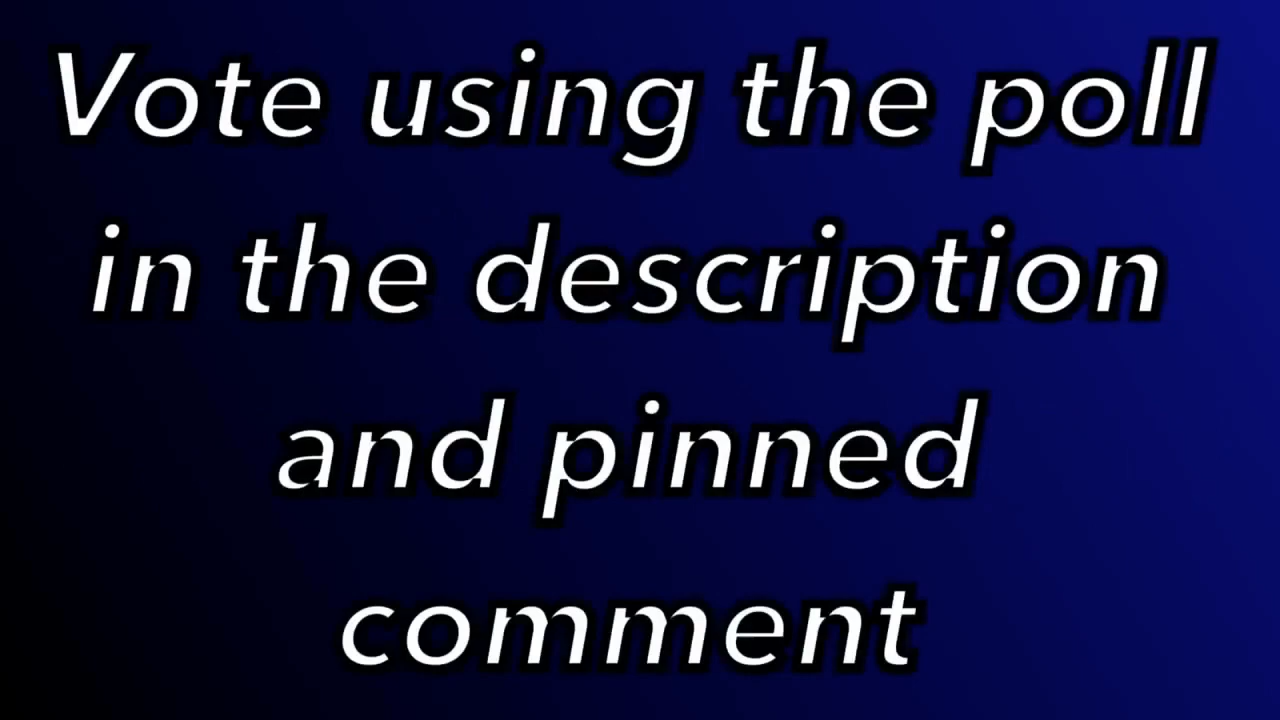 Vote using the poll
in the description
and pinned
comment